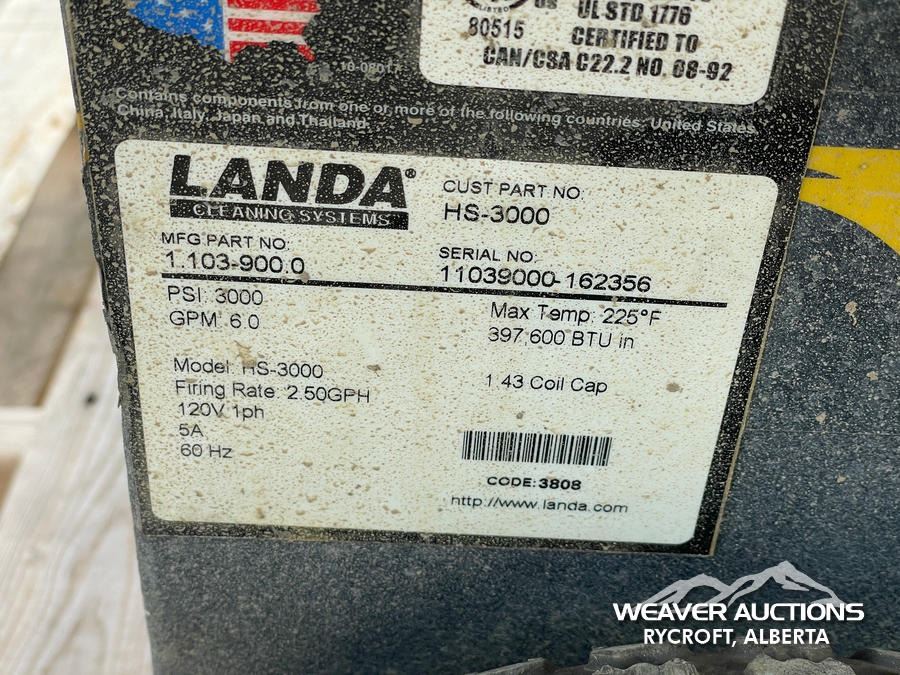 80515
us
UL STD 1776
CERTIFIED TO
CAN/CSA C22.2 NO. 08-92
Contains components from one or more of the following countries: United States,
China, Italy, Japan and Thailand.
LANDA®
CLEANING SYSTEMS
CUST PART NO:
HS-3000
MFG PART NO:
1.103-900.0
SERIAL NO:
11039000-162356
PSI: 3000
GPM: 6.0
Max Temp: 225°F
397,600 BTU in
Model: HS-3000
Firing Rate: 2.50GPH
120V 1ph
5A
60 Hz
1.43 Coil Cap
CODE: 3808
http://www.landa.com
WEAVER AUCTIONS
RYCROFT, ALBERTA